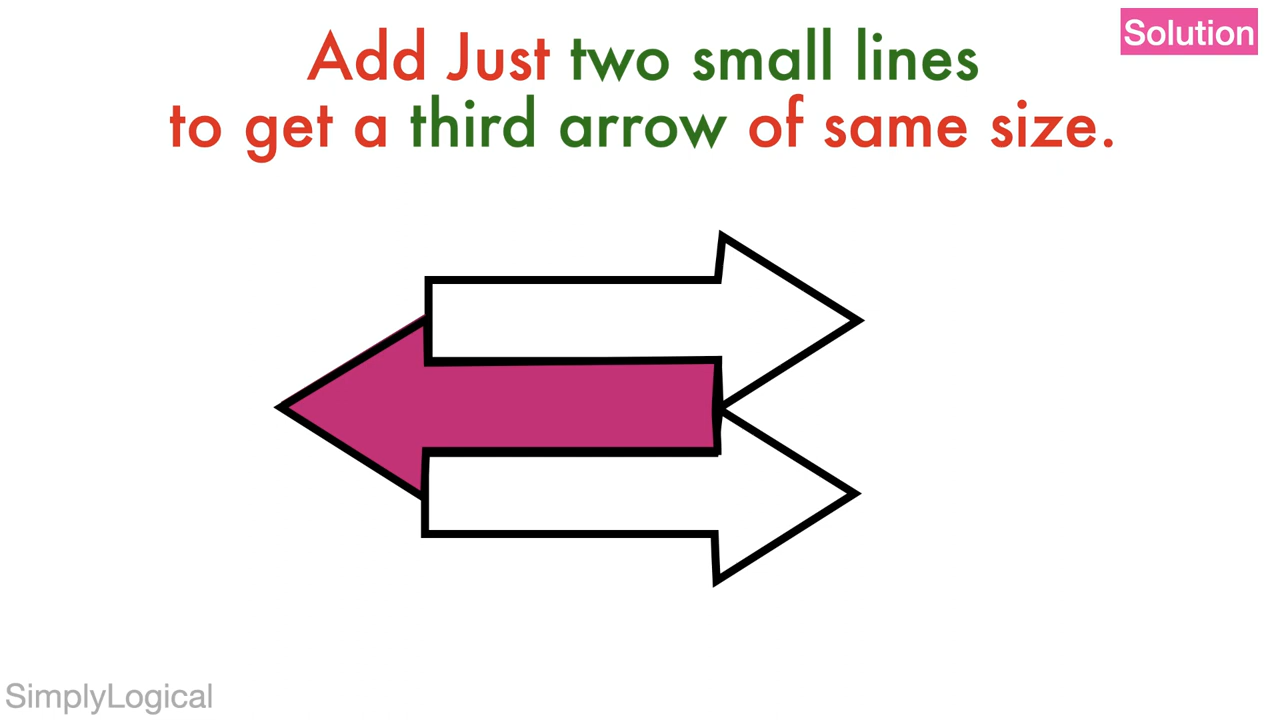 Solution
Add Just two small lines
to get a third arrow of same size.
SimplyLogical